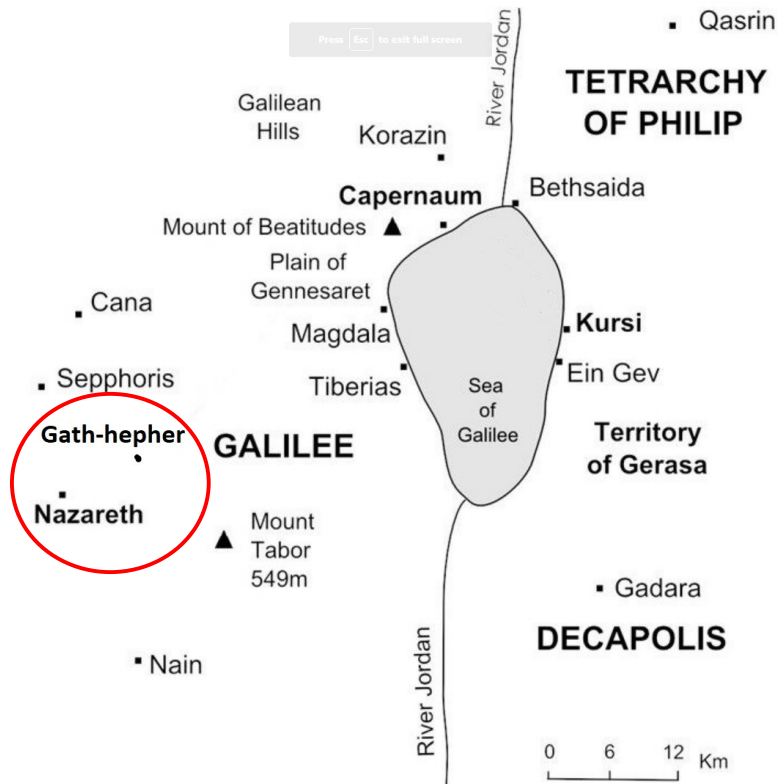 Qasrin
Press Esc to exit full screen
River Jordan
TETRARCHY
OF PHILIP
Galilean
Hills
Korazin
Capernaum
Bethsaida
Mount of Beatitudes
Plain of
Gennesaret
Cana
Magdala
Kursi
Sepphoris
Tiberias
Ein Gev
Sea
of
Galilee
Gath-hepher
GALILEE
Territory
of Gerasa
Nazareth
Mount
Tabor
549m
Gadara
DECAPOLIS
Nain
River Jordan
0 6 12 Km